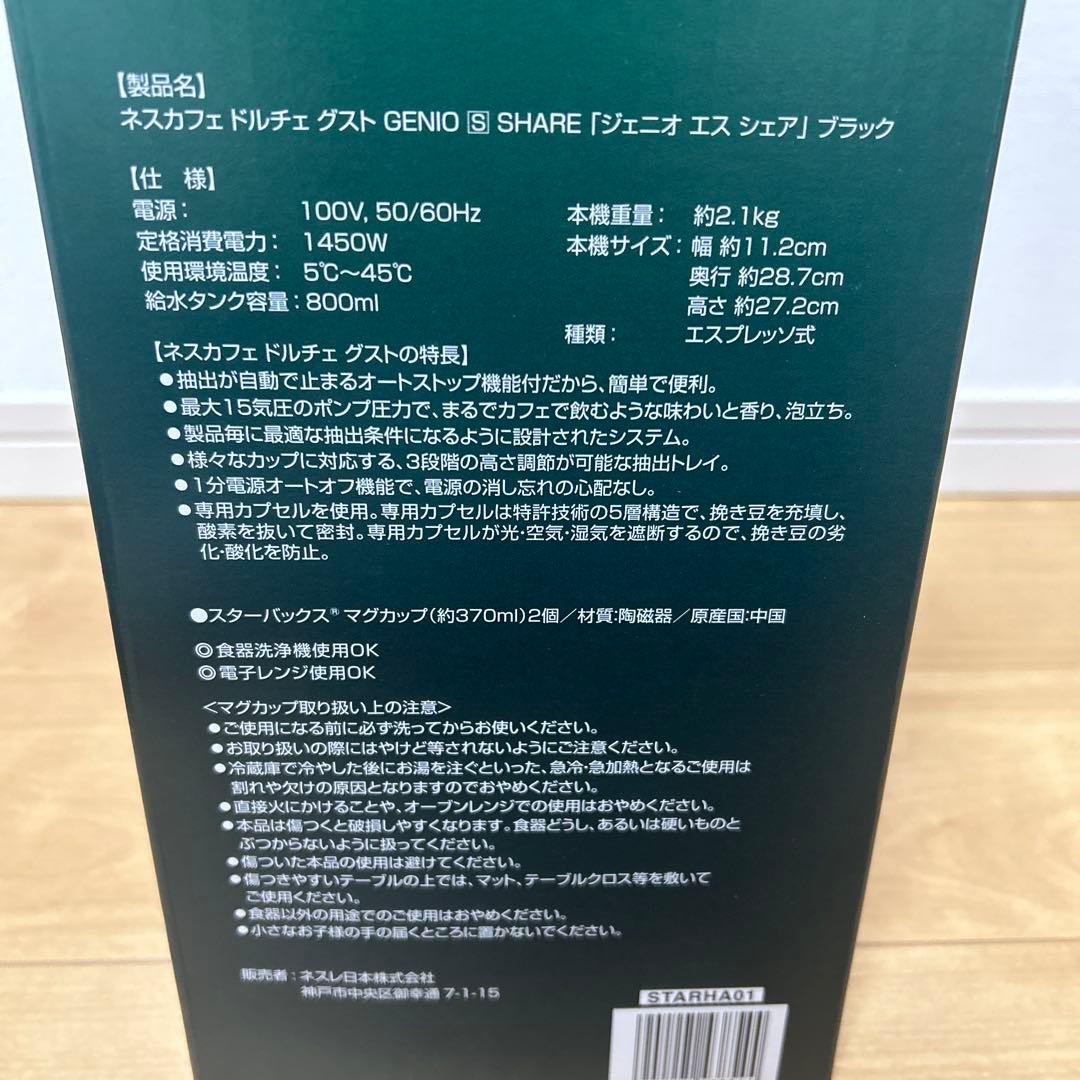 【製品名】
ネスカフェ ドルチェ グスト GENIO S SHARE 「ジェニオ エス シェア」 ブラック
【仕 様】
電源： 100V, 50/60Hz
定格消費電力： 1450W
使用環境温度： 5℃～45℃
給水タンク容量：800ml
本機重量： 約2.1kg
本機サイズ：幅 約11.2cm
奥行 約28.7cm
高さ 約27.2cm
種類： エスプレッソ式
【ネスカフェ ドルチェ グストの特長】
●抽出が自動で止まるオートストップ機能付だから、簡単で便利。
●最大15気圧のポンプ圧力で、まるでカフェで飲むような味わいと香り、泡立ち。
●製品毎に最適な抽出条件になるように設計されたシステム。
●様々なカップに対応する、3段階の高さ調節が可能な抽出トレイ。
●1分電源オートオフ機能で、電源の消し忘れの心配なし。
●専用カプセルを使用。専用カプセルは特許技術の5層構造で、挽き豆を充填し、
酸素を抜いて密封。専用カプセルが光・空気・湿気を遮断するので、挽き豆の劣
化・酸化を防止。
●スターバックス® マグカップ（約370ml）2個／材質：陶磁器／原産国：中国
◎食器洗浄機使用OK
◎電子レンジ使用OK
＜マグカップ取り扱い上の注意＞
●ご使用になる前に必ず洗ってからお使いください。
●お取り扱いの際にはやけど等されないようにご注意ください。
●冷蔵庫で冷やした後にお湯を注ぐといった、急冷・急加熱となるご使用は
割れや欠けの原因となりますのでおやめください。
●直接火にかけることや、オーブンレンジでの使用はおやめください。
●本品は傷つくと破損しやすくなります。食器どうし、あるいは硬いものと
ぶつからないように扱ってください。
●傷ついた本品の使用は避けてください。
●傷つきやすいテーブルの上では、マット、テーブルクロス等を敷いて
ご使用ください。
●食器以外の用途でのご使用はおやめください。
●小さなお子様の手の届くところに置かないでください。
販売者：ネスレ日本株式会社
神戸市中央区御幸通 7-1-15
STARHA01